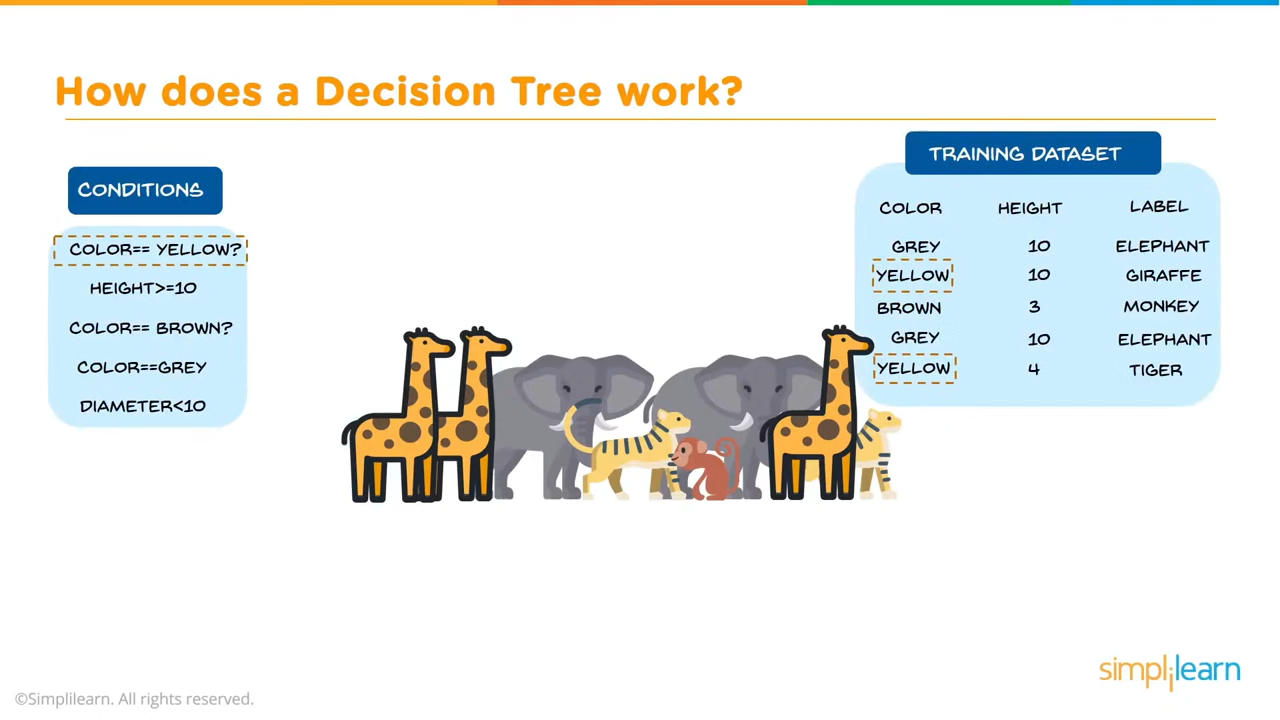 How does a Decision Tree work?
CONDITIONS
COLOR== YELLOW?
HEIGHT>=10
COLOR== BROWN?
COLOR==GREY
DIAMETER<10
TRAINING DATASET
COLOR HEIGHT LABEL
GREY 10 ELEPHANT
YELLOW 10 GIRAFFE
BROWN 3 MONKEY
GREY 10 ELEPHANT
YELLOW 4 TIGER
simplilearn
©Simplilearn. All rights reserved.